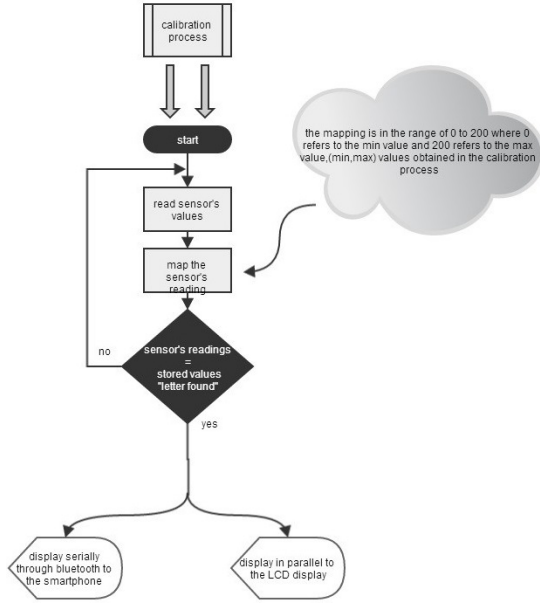 calibration
process
start
the mapping is in the range of 0 to 200 where 0
refers to the min value and 200 refers to the max
value,(min,max) values obtained in the calibration
process
read sensor's
values
map the
sensor's
reading
sensor's readings
=
stored values
"letter found"
no
yes
display serially
through bluetooth to
the smartphone
display in parallel to
the LCD display